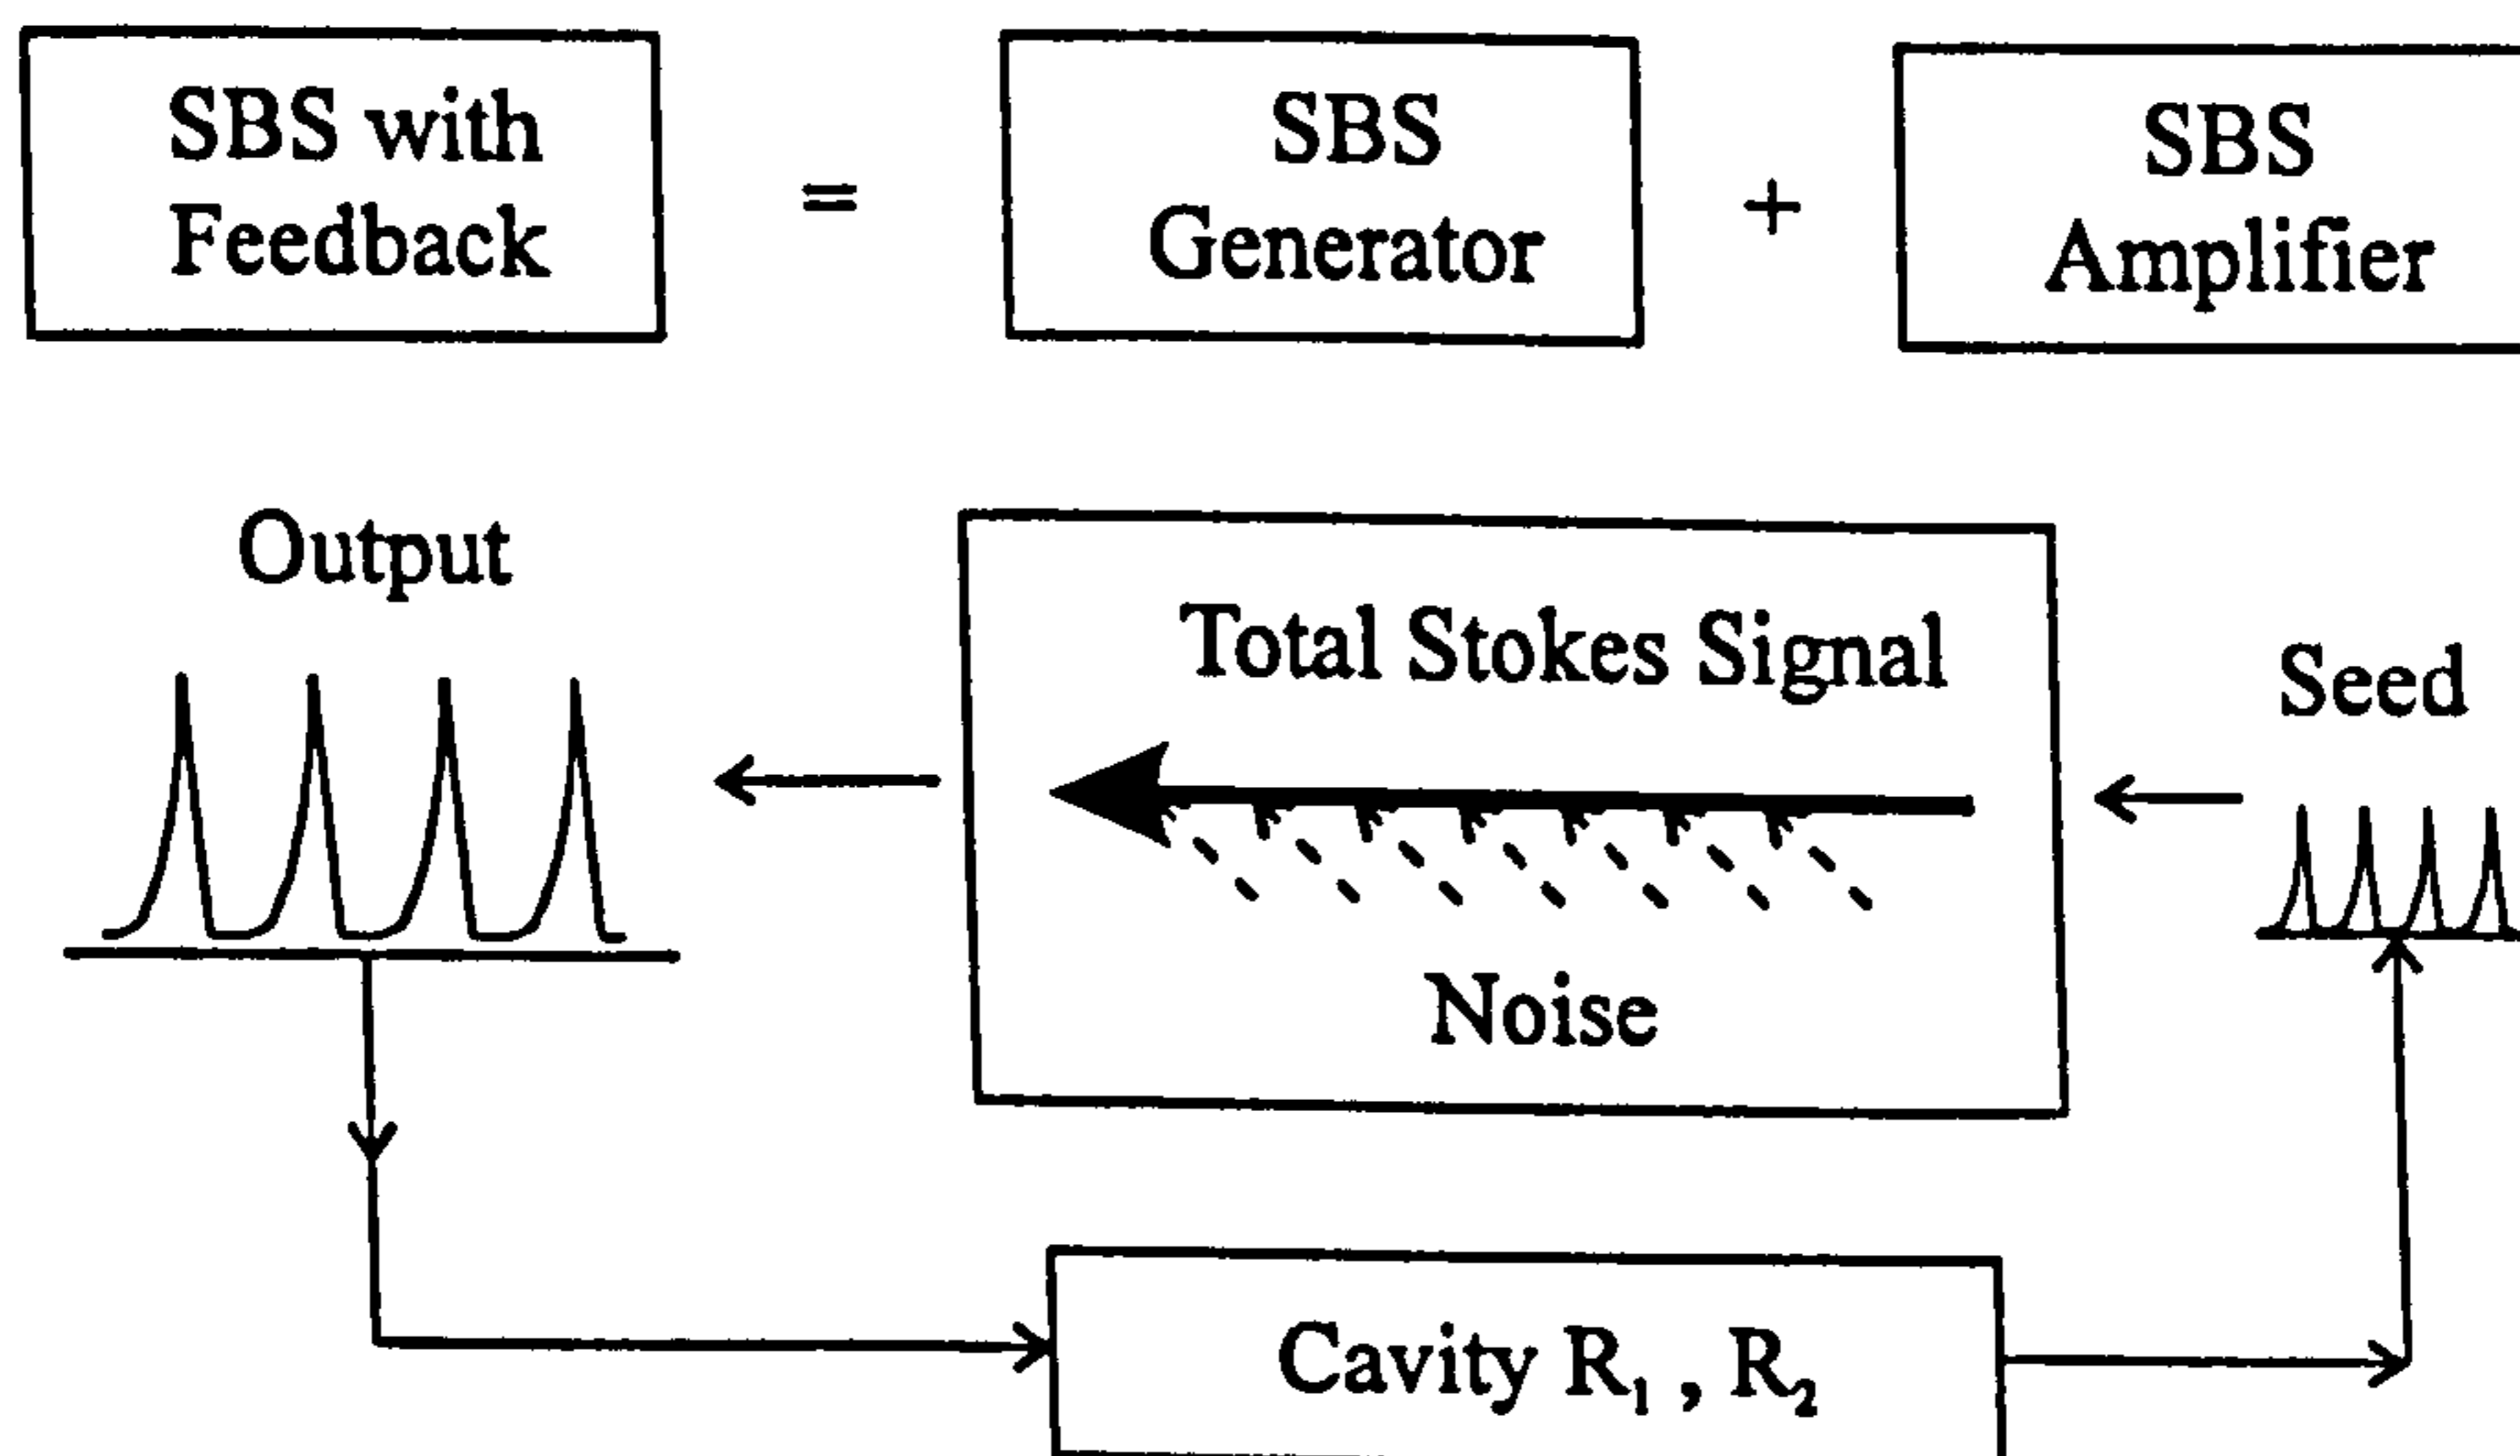 SBS with
Feedback
=
SBS
Generator
+
SBS
Amplifier
Output
Total Stokes Signal
Seed
Noise
Cavity R₁ , R₂